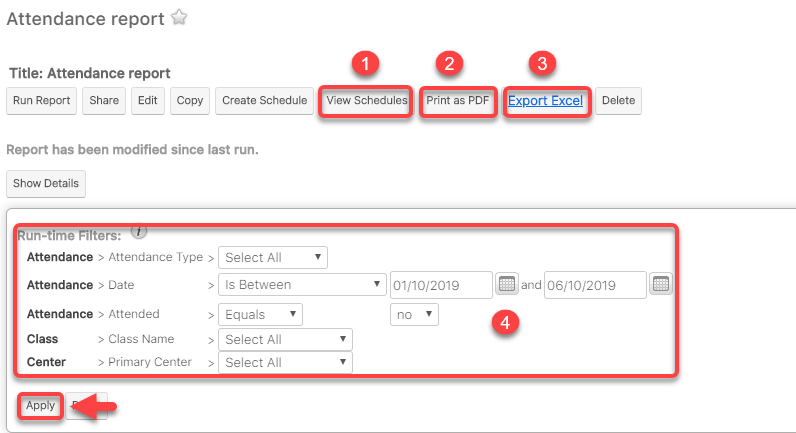 Attendance report
1 2 3
Title: Attendance report
Run Report Share Edit Copy Create Schedule View Schedules Print as PDF Export Excel Delete
Report has been modified since last run.
Show Details
Run-time Filters: i
Attendance > Attendance Type > Select All
Attendance > Date > Is Between 01/10/2019 and 06/10/2019
Attendance > Attended > Equals no
4
Class > Class Name > Select All
Center > Primary Center > Select All
Apply